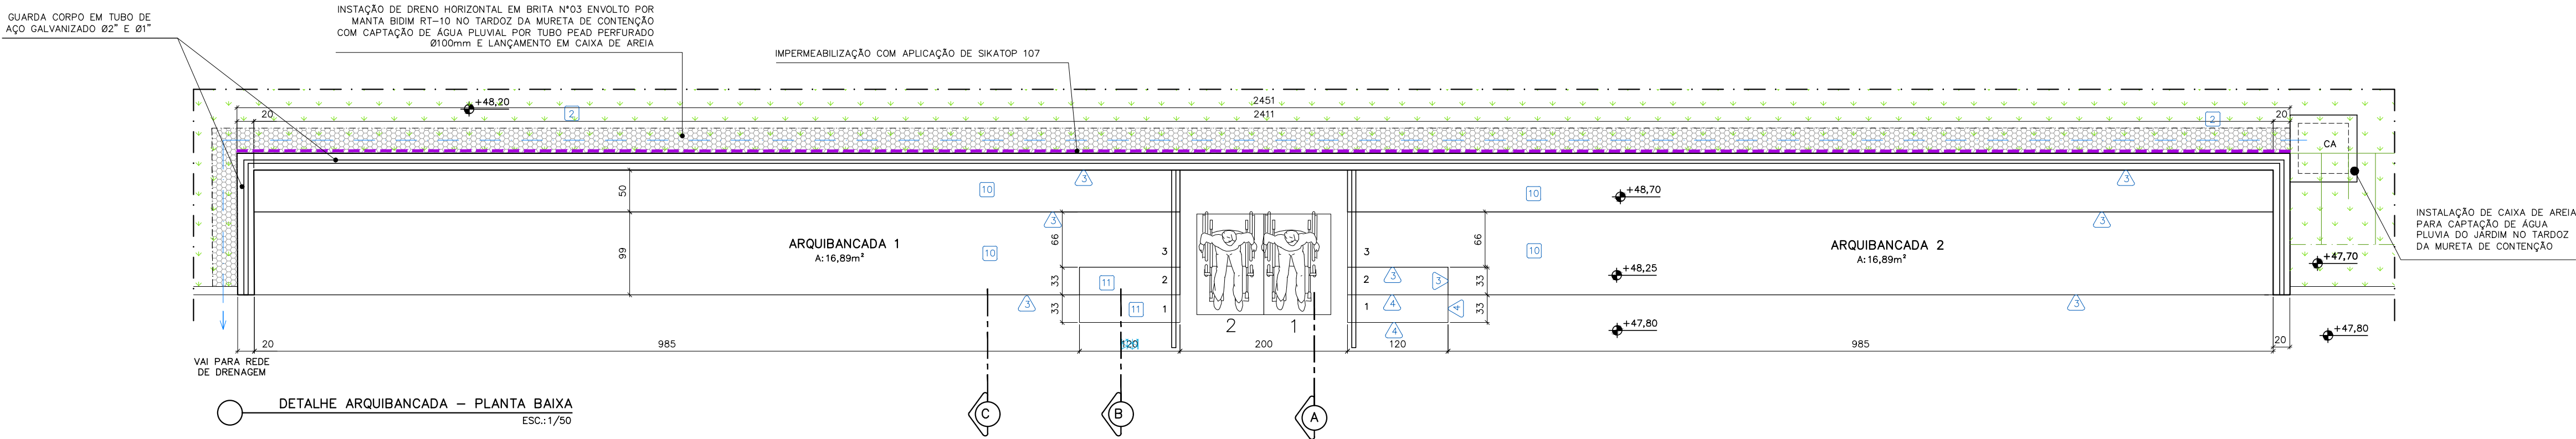 GUARDA CORPO EM TUBO DE
AÇO GALVANIZADO Ø2" E Ø1"
INSTAÇÃO DE DRENO HORIZONTAL EM BRITA N°03 ENVOLTO POR
MANTA BIDIM RT-10 NO TARDOZ DA MURETA DE CONTENÇÃO
COM CAPTAÇÃO DE ÁGUA PLUVIAL POR TUBO PEAD PERFURADO
Ø100mm E LANÇAMENTO EM CAIXA DE AREIA
IMPERMEABILIZAÇÃO COM APLICAÇÃO DE SIKATOP 107
+48,20
2
2451
2411
20
20
2
CA
50
10
3
10
+48,70
3
3
3
99
ARQUIBANCADA 1
A:16,89m²
10
66
3
3
10
66
ARQUIBANCADA 2
A:16,89m²
+48,25
+47,70
INSTALAÇÃO DE CAIXA DE AREIA
PARA CAPTAÇÃO DE ÁGUA
PLUVIA DO JARDIM NO TARDOZ
DA MURETA DE CONTENÇÃO
33
11
2
2
3
3
33
3
33
11
1
1
4
4
33
3
2
1
4
+47,80
+47,80
20
985
120
200
120
985
20
VAI PARA REDE
DE DRENAGEM
DETALHE ARQUIBANCADA – PLANTA BAIXA
ESC.:1/50
C
B
A